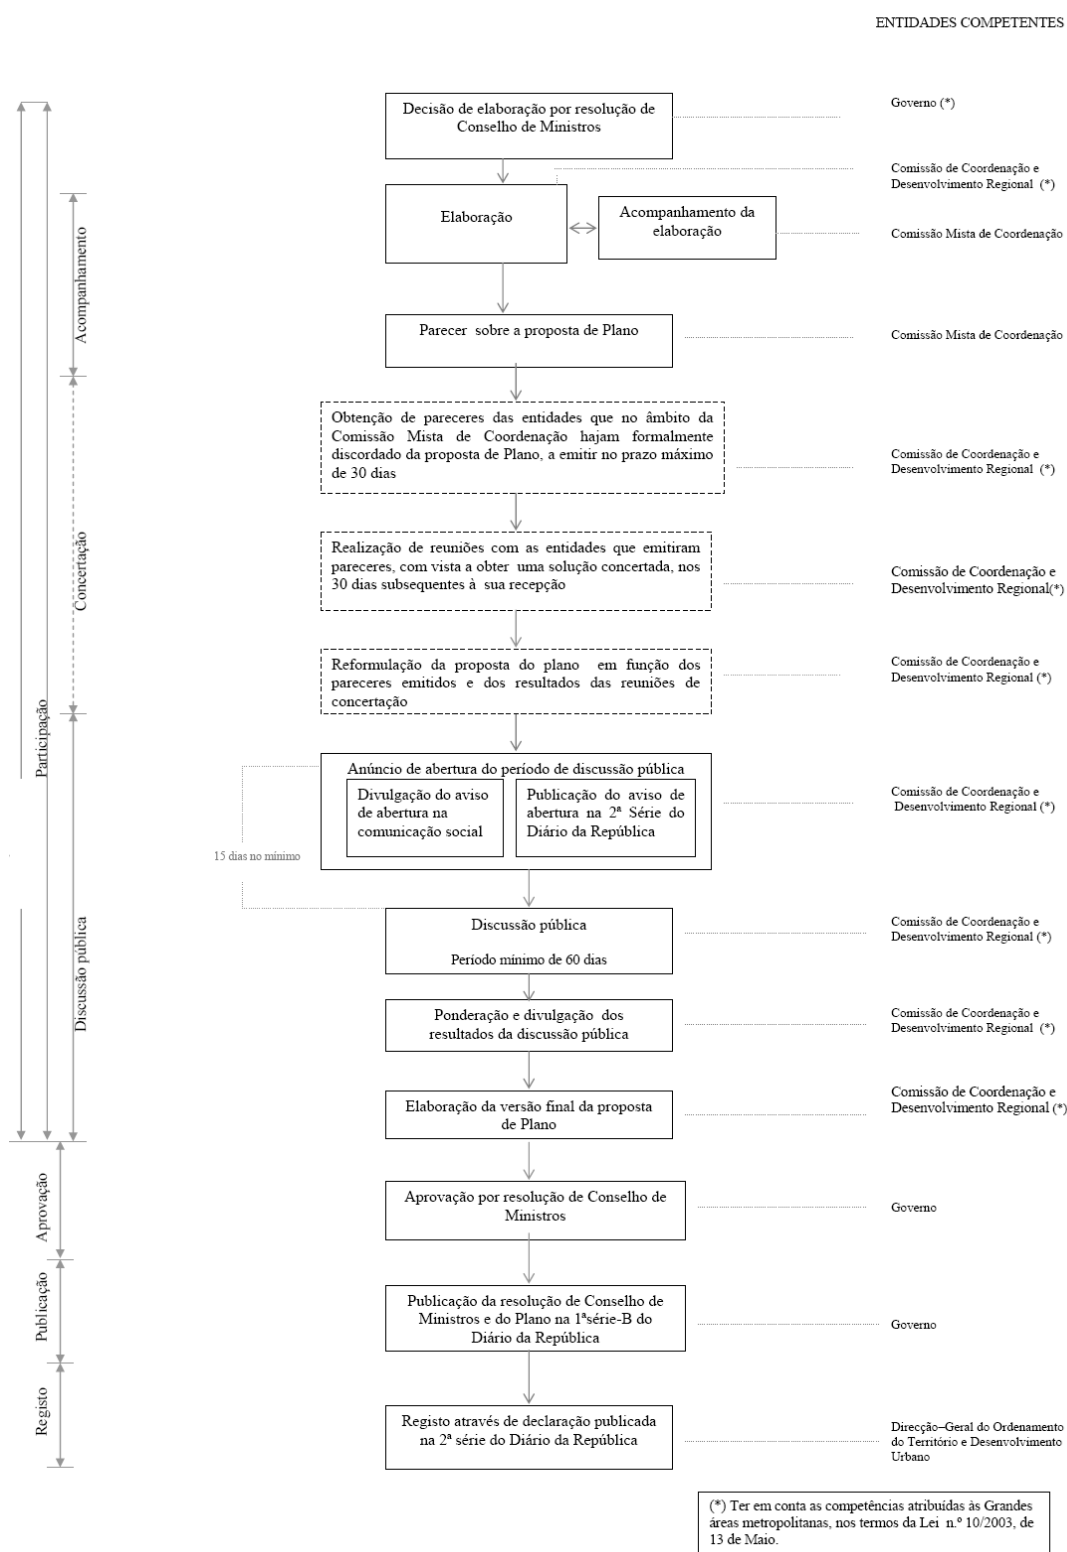 ENTIDADES COMPETENTES
Decisão de elaboração por resolução de
Conselho de Ministros
Governo (*)
Comissão de Coordenação e
Desenvolvimento Regional (*)
Elaboração
Acompanhamento da
elaboração
Comissão Mista de Coordenação
Acompanhamento
Parecer sobre a proposta de Plano
Comissão Mista de Coordenação
Obtenção de pareceres das entidades que no âmbito da
Comissão Mista de Coordenação hajam formalmente
discordado da proposta de Plano, a emitir no prazo máximo
de 30 dias
Comissão de Coordenação e
Desenvolvimento Regional (*)
Concertação
Realização de reuniões com as entidades que emitiram
pareceres, com vista a obter uma solução concertada, nos
30 dias subsequentes à sua recepção
Comissão de Coordenação e
Desenvolvimento Regional(*)
Reformulação da proposta do plano em função dos
pareceres emitidos e dos resultados das reuniões de
concertação
Comissão de Coordenação e
Desenvolvimento Regional (*)
Participação
Anúncio de abertura do período de discussão pública
Divulgação do aviso
de abertura na
comunicação social
Publicação do aviso de
abertura na 2ª Série do
Diário da República
Comissão de Coordenação e
Desenvolvimento Regional (*)
15 dias no mínimo
Discussão pública
Discussão pública
Período mínimo de 60 dias
Comissão de Coordenação e
Desenvolvimento Regional (*)
Ponderação e divulgação dos
resultados da discussão pública
Comissão de Coordenação e
Desenvolvimento Regional (*)
Elaboração da versão final da proposta
de Plano
Comissão de Coordenação e
Desenvolvimento Regional (*)
Aprovação
Aprovação por resolução de Conselho de
Ministros
Governo
Publicação
Publicação da resolução de Conselho de
Ministros e do Plano na 1ªsérie-B do
Diário da República
Governo
Registo
Registo através de declaração publicada
na 2ª série do Diário da República
Direcção–Geral do Ordenamento
do Território e Desenvolvimento
Urbano
(*) Ter em conta as competências atribuídas às Grandes
áreas metropolitanas, nos termos da Lei n.º 10/2003, de
13 de Maio.